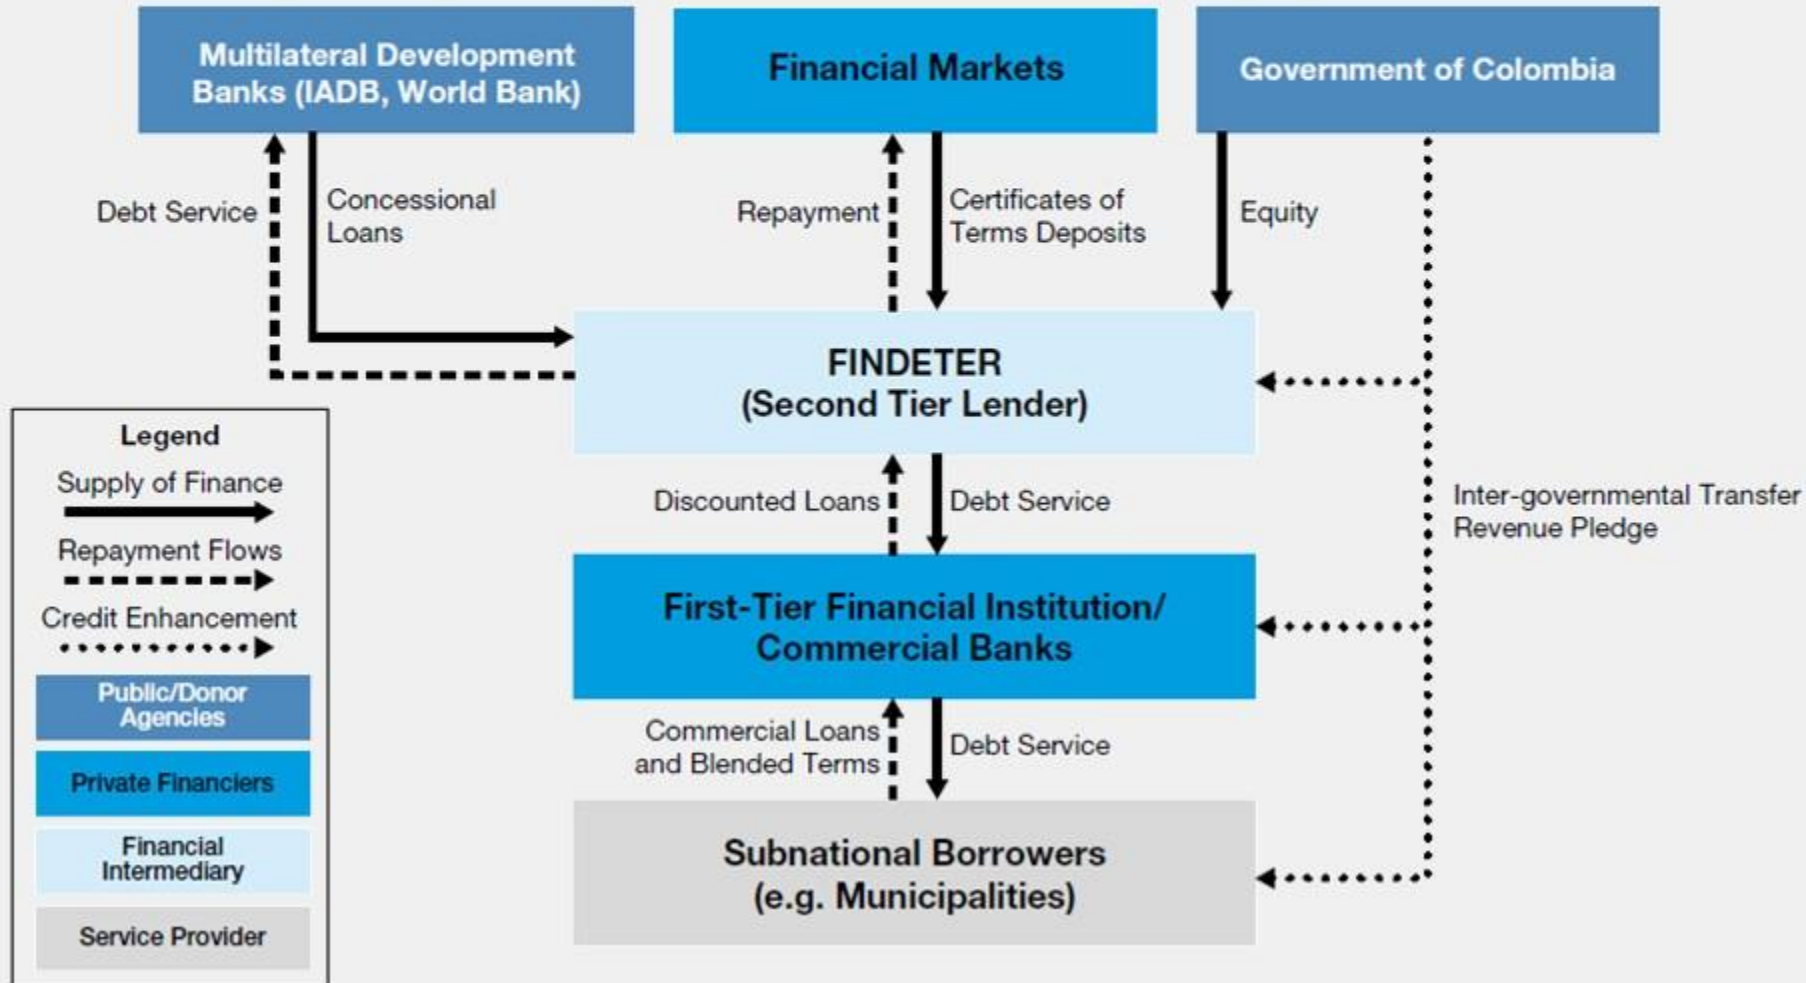 Multilateral Development
Banks (IADB, World Bank)
Financial Markets
Government of Colombia
Debt Service
Concessional
Loans
Repayment
Certificates of
Terms Deposits
Equity
FINDETER
(Second Tier Lender)
Discounted Loans
Debt Service
Inter-governmental Transfer
Revenue Pledge
First-Tier Financial Institution/
Commercial Banks
Commercial Loans
and Blended Terms
Debt Service
Subnational Borrowers
(e.g. Municipalities)
Legend
Supply of Finance
Repayment Flows
Credit Enhancement
Public/Donor
Agencies
Private Financiers
Financial
Intermediary
Service Provider